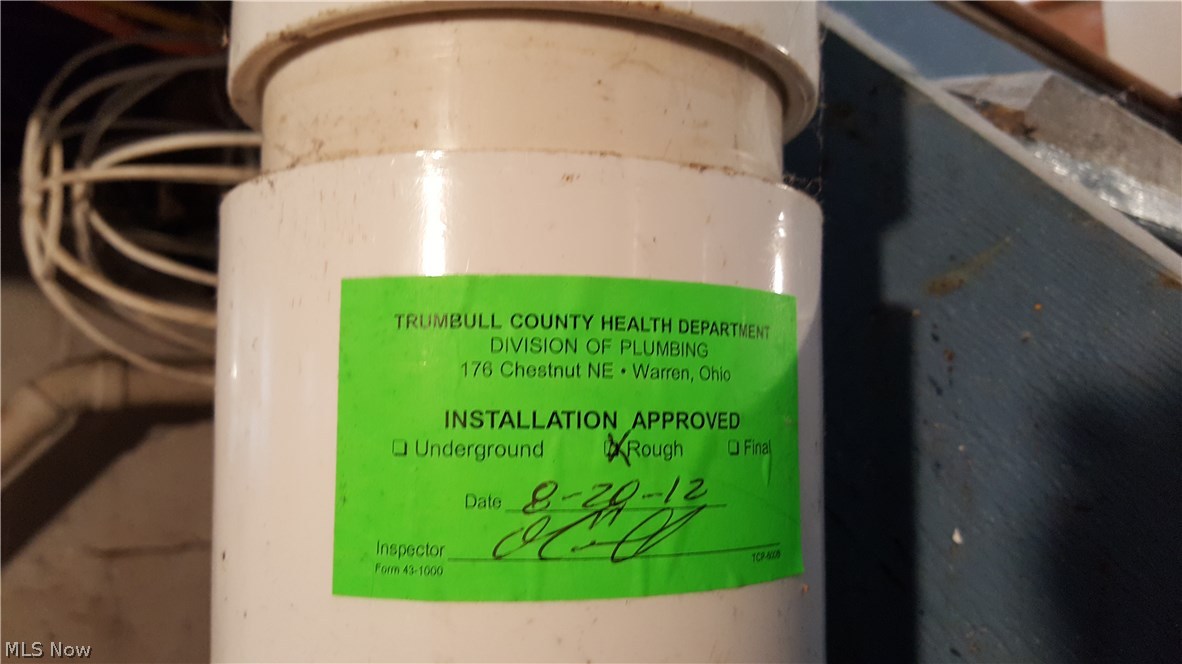 TRUMBULL COUNTY HEALTH DEPARTMENT
DIVISION OF PLUMBING
176 Chestnut NE • Warren, Ohio
INSTALLATION APPROVED
❏ Underground ❏ Rough ❏ Final
Date 8-20-12
Inspector
Form 43-1000
MLS Now